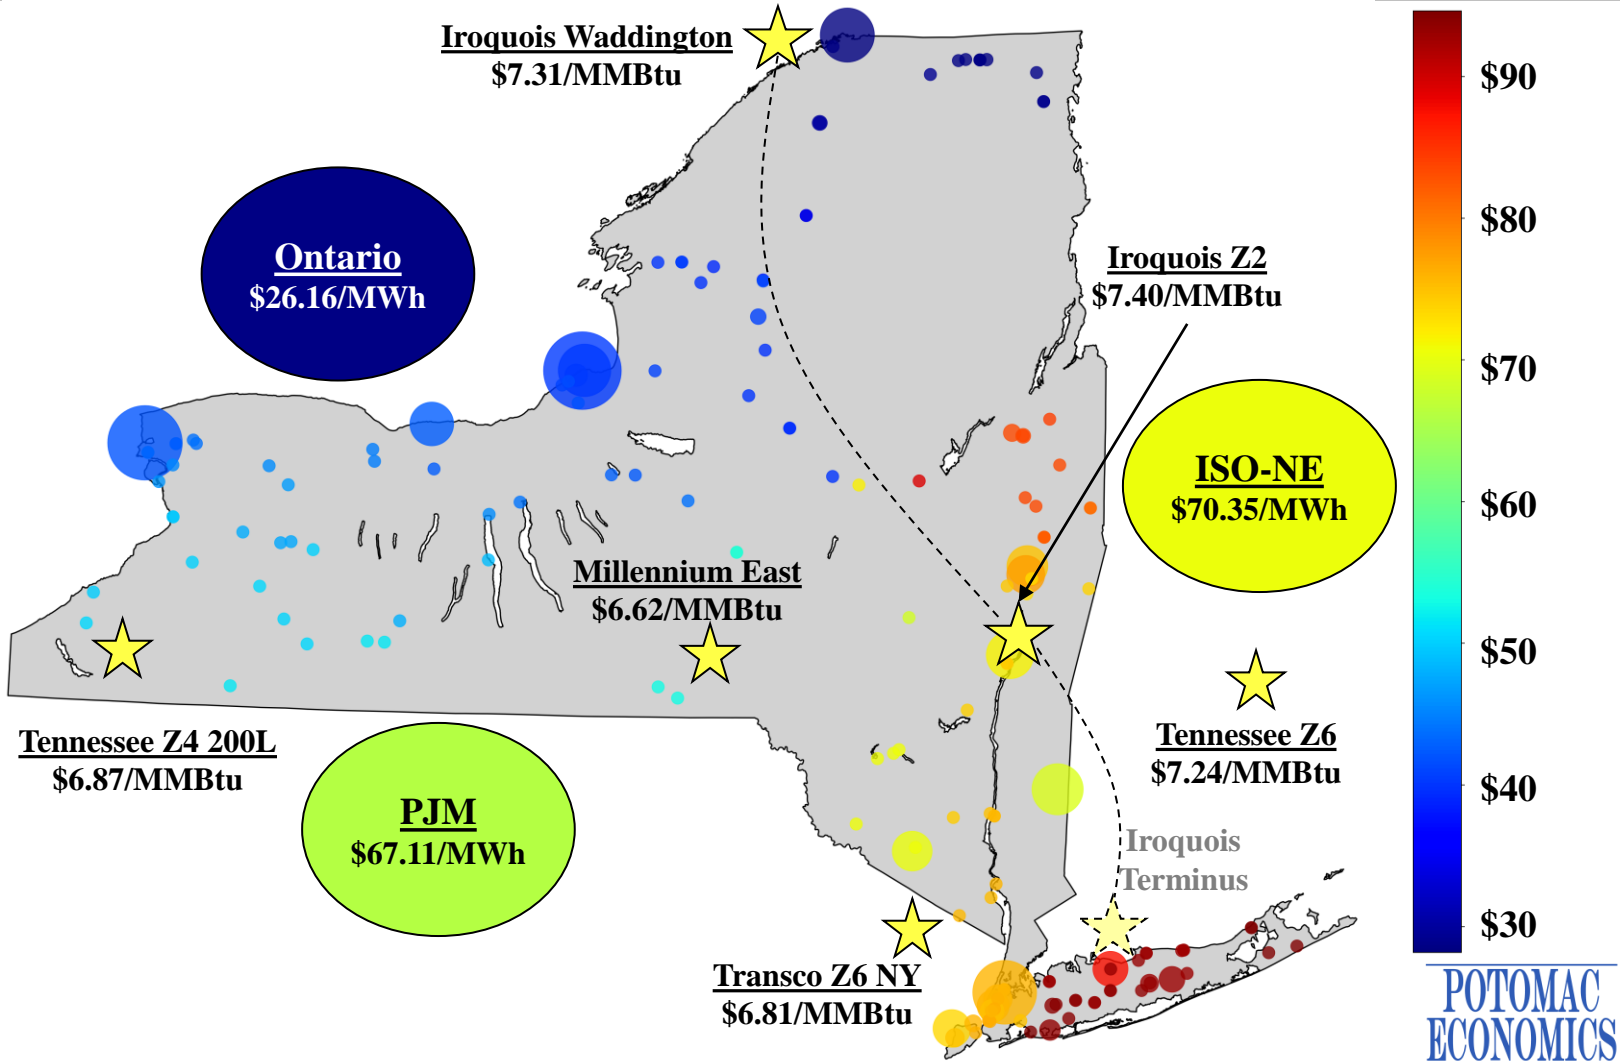 Iroquois Waddington
$7.31/MMBtu
$90
Ontario
$26.16/MWh
$80
Iroquois Z2
$7.40/MMBtu
$70
ISO-NE
$70.35/MWh
$60
Millennium East
$6.62/MMBtu
$50
Tennessee Z4 200L
$6.87/MMBtu
Tennessee Z6
$7.24/MMBtu
$40
PJM
$67.11/MWh
Iroquois
Terminus
$30
Transco Z6 NY
$6.81/MMBtu
POTOMAC
ECONOMICS